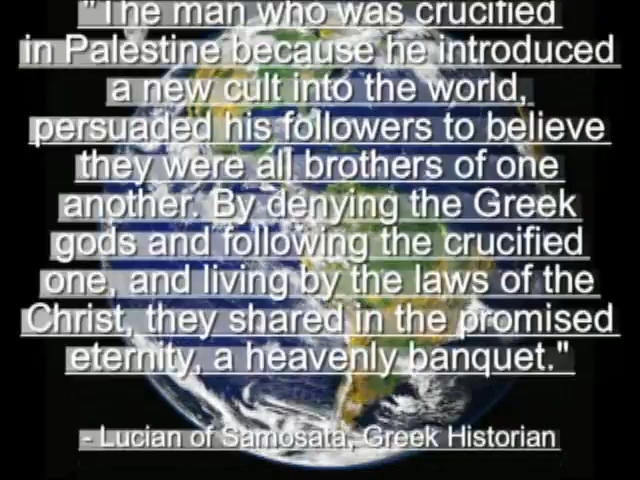 "The man who was crucified
in Palestine because he introduced
a new cult into the world,
persuaded his followers to believe
they were all brothers of one
another. By denying the Greek
gods and following the crucified
one, and living by the laws of the
Christ, they shared in the promised
eternity, a heavenly banquet."
- Lucian of Samosata, Greek Historian